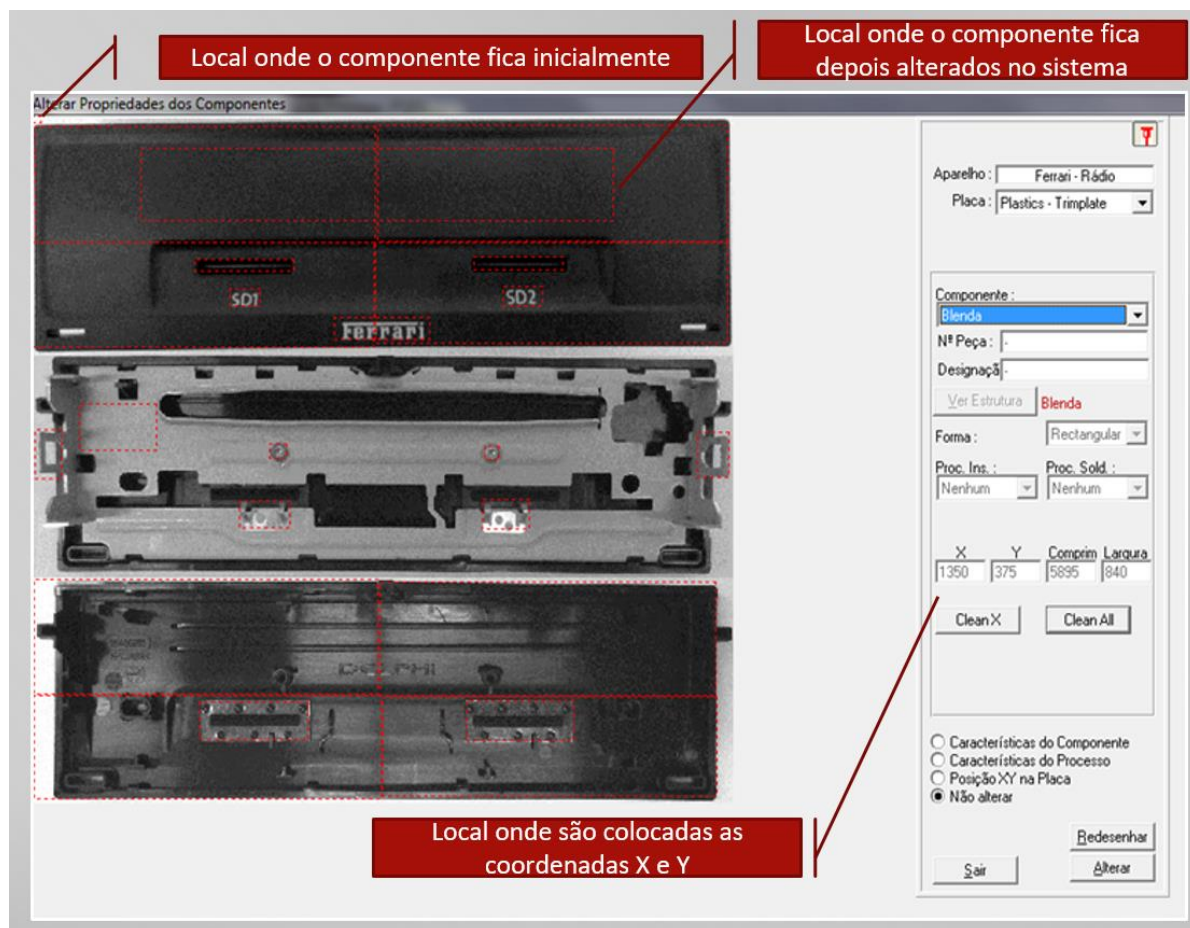 Local onde o componente fica inicialmente
Local onde o componente fica
depois alterados no sistema
Alterar Propriedades dos Componentes
SD1
SD2
Ferrari
Aparelho : Ferrari - Rádio
Placa : Plastics - Trimplate
Componente :
Blenda
Nª Peça : -
Designaçã -
Ver Estrutura Blenda
Forma : Rectangular
Proc. Ins. : Proc. Sold. :
Nenhum Nenhum
X Y Comprim Largura
1350 375 5895 840
Clean X Clean All
Características do Componente
Características do Processo
Posição XY na Placa
Não alterar
Redesenhar
Sair Alterar
Local onde são colocadas as
coordenadas X e Y